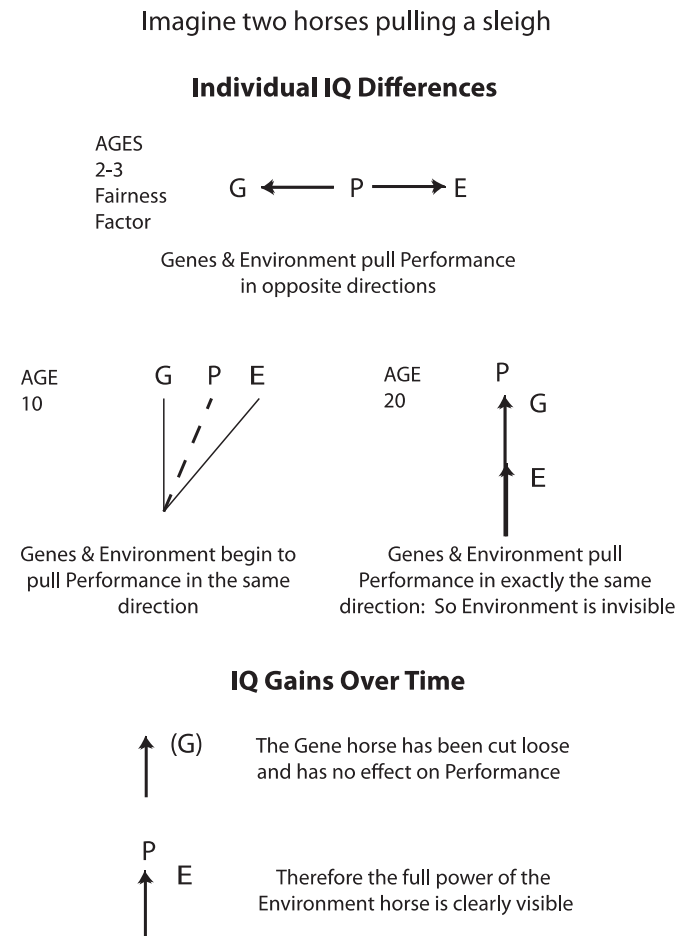 Imagine two horses pulling a sleigh
Individual IQ Differences
AGES
2-3
Fairness
Factor
G P E
Genes & Environment pull Performance
in opposite directions
AGE
10
G P E
Genes & Environment begin to
pull Performance in the same
direction
AGE
20
P
G
E
Genes & Environment pull
Performance in exactly the same
direction: So Environment is invisible
IQ Gains Over Time
(G)
The Gene horse has been cut loose
and has no effect on Performance
P
E
Therefore the full power of the
Environment horse is clearly visible